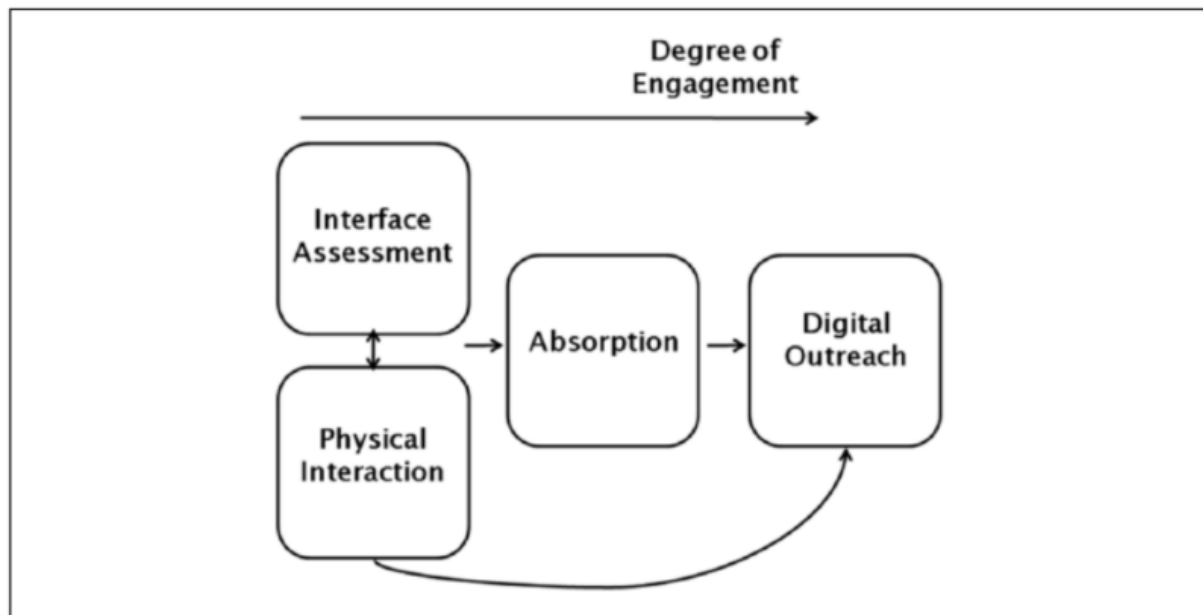 Degree of
Engagement
Interface
Assessment
Absorption
Digital
Outreach
Physical
Interaction